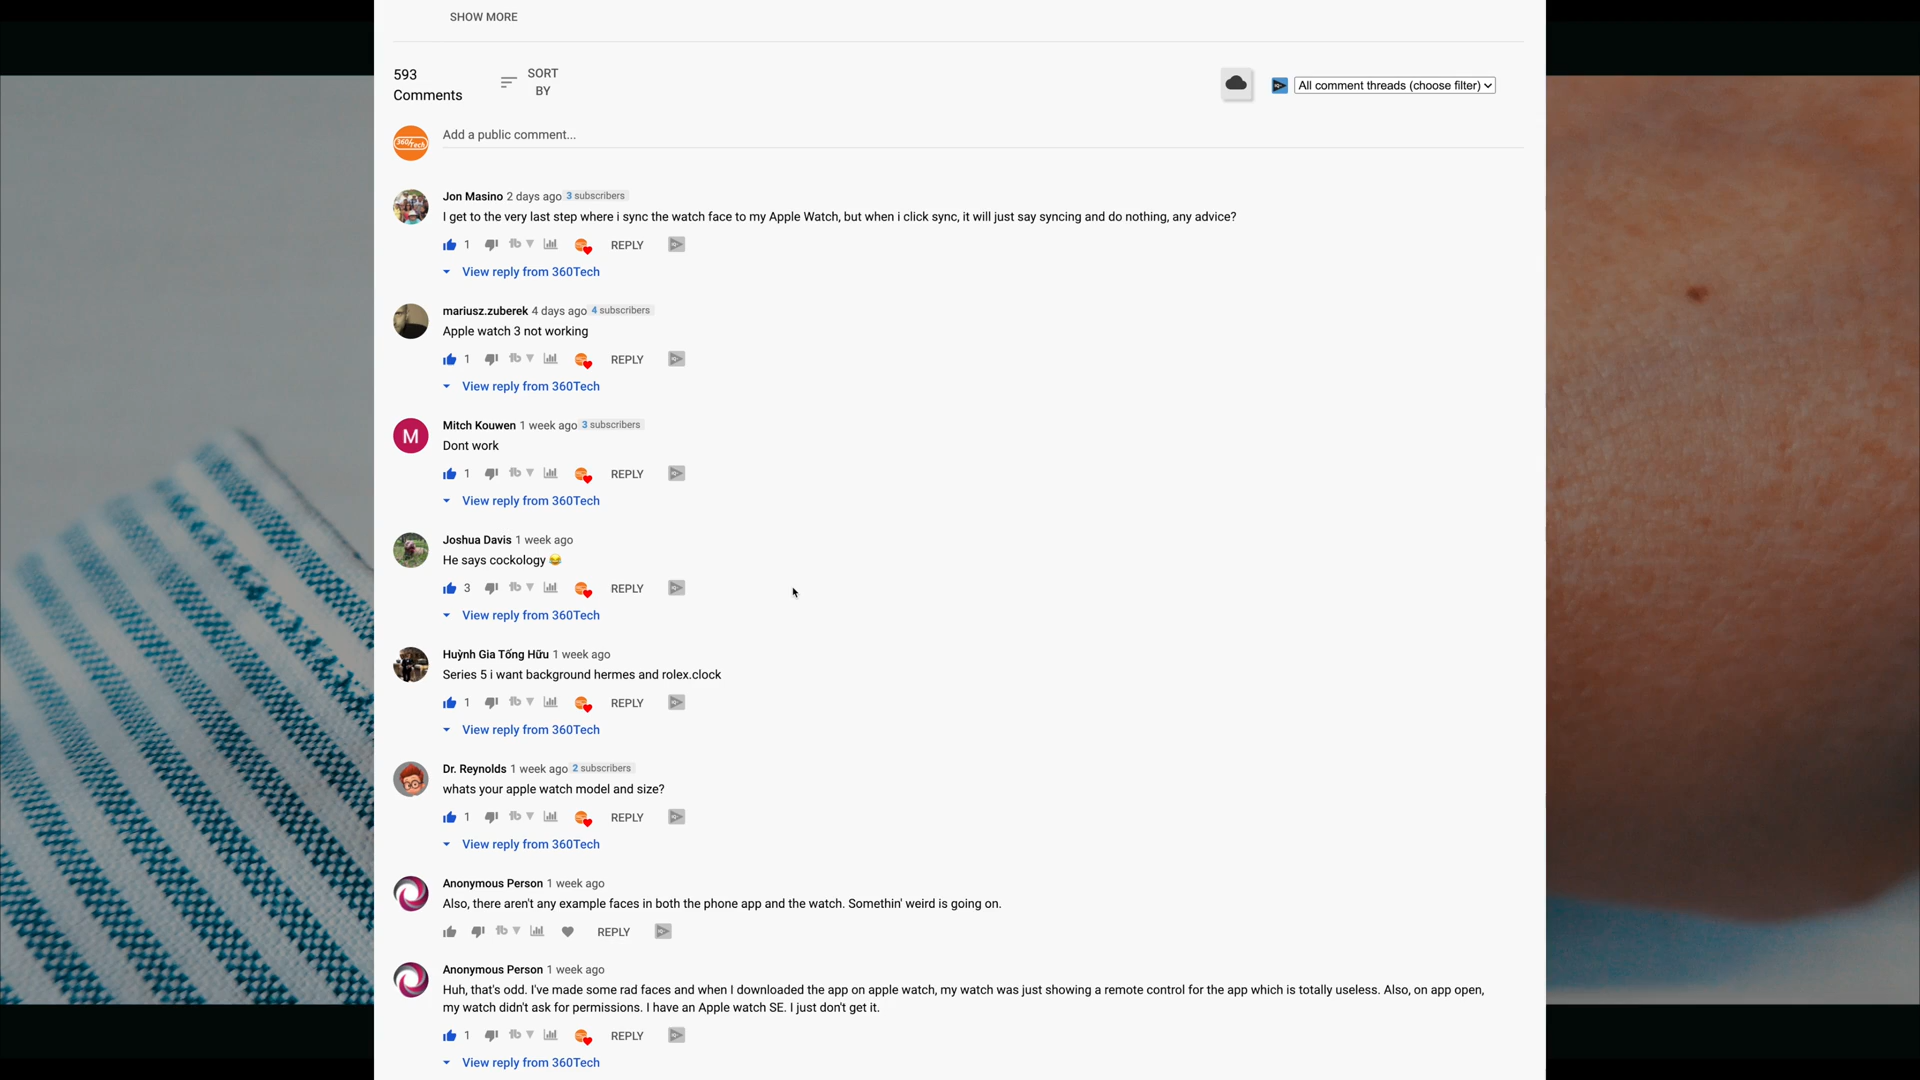 SHOW MORE
593
Comments
SORT
BY
All comment threads (choose filter)
360/Tech
Add a public comment...
Jon Masino 2 days ago 3 subscribers
I get to the very last step where i sync the watch face to my Apple Watch, but when i click sync, it will just say syncing and do nothing, any advice?
1 REPLY
View reply from 360Tech
mariusz.zuberek 4 days ago 4 subscribers
Apple watch 3 not working
1 REPLY
View reply from 360Tech
M
Mitch Kouwen 1 week ago 3 subscribers
Dont work
1 REPLY
View reply from 360Tech
Joshua Davis 1 week ago
He says cockology 😂
3 REPLY
View reply from 360Tech
Huỳnh Gia Tống Hữu 1 week ago
Series 5 i want background hermes and rolex.clock
1 REPLY
View reply from 360Tech
Dr. Reynolds 1 week ago 2 subscribers
whats your apple watch model and size?
1 REPLY
View reply from 360Tech
Anonymous Person 1 week ago
Also, there aren't any example faces in both the phone app and the watch. Somethin' weird is going on.
REPLY
Anonymous Person 1 week ago
Huh, that's odd. I've made some rad faces and when I downloaded the app on apple watch, my watch was just showing a remote control for the app which is totally useless. Also, on app open,
my watch didn't ask for permissions. I have an Apple watch SE. I just don't get it.
1 REPLY
View reply from 360Tech